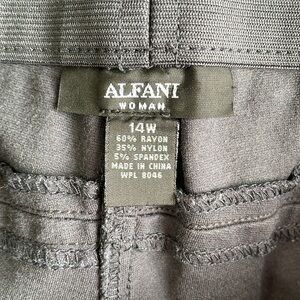 ALFANI
WOMAN
14W
60% RAYON
35% NYLON
5% SPANDEX
MADE IN CHINA
WPL 8046